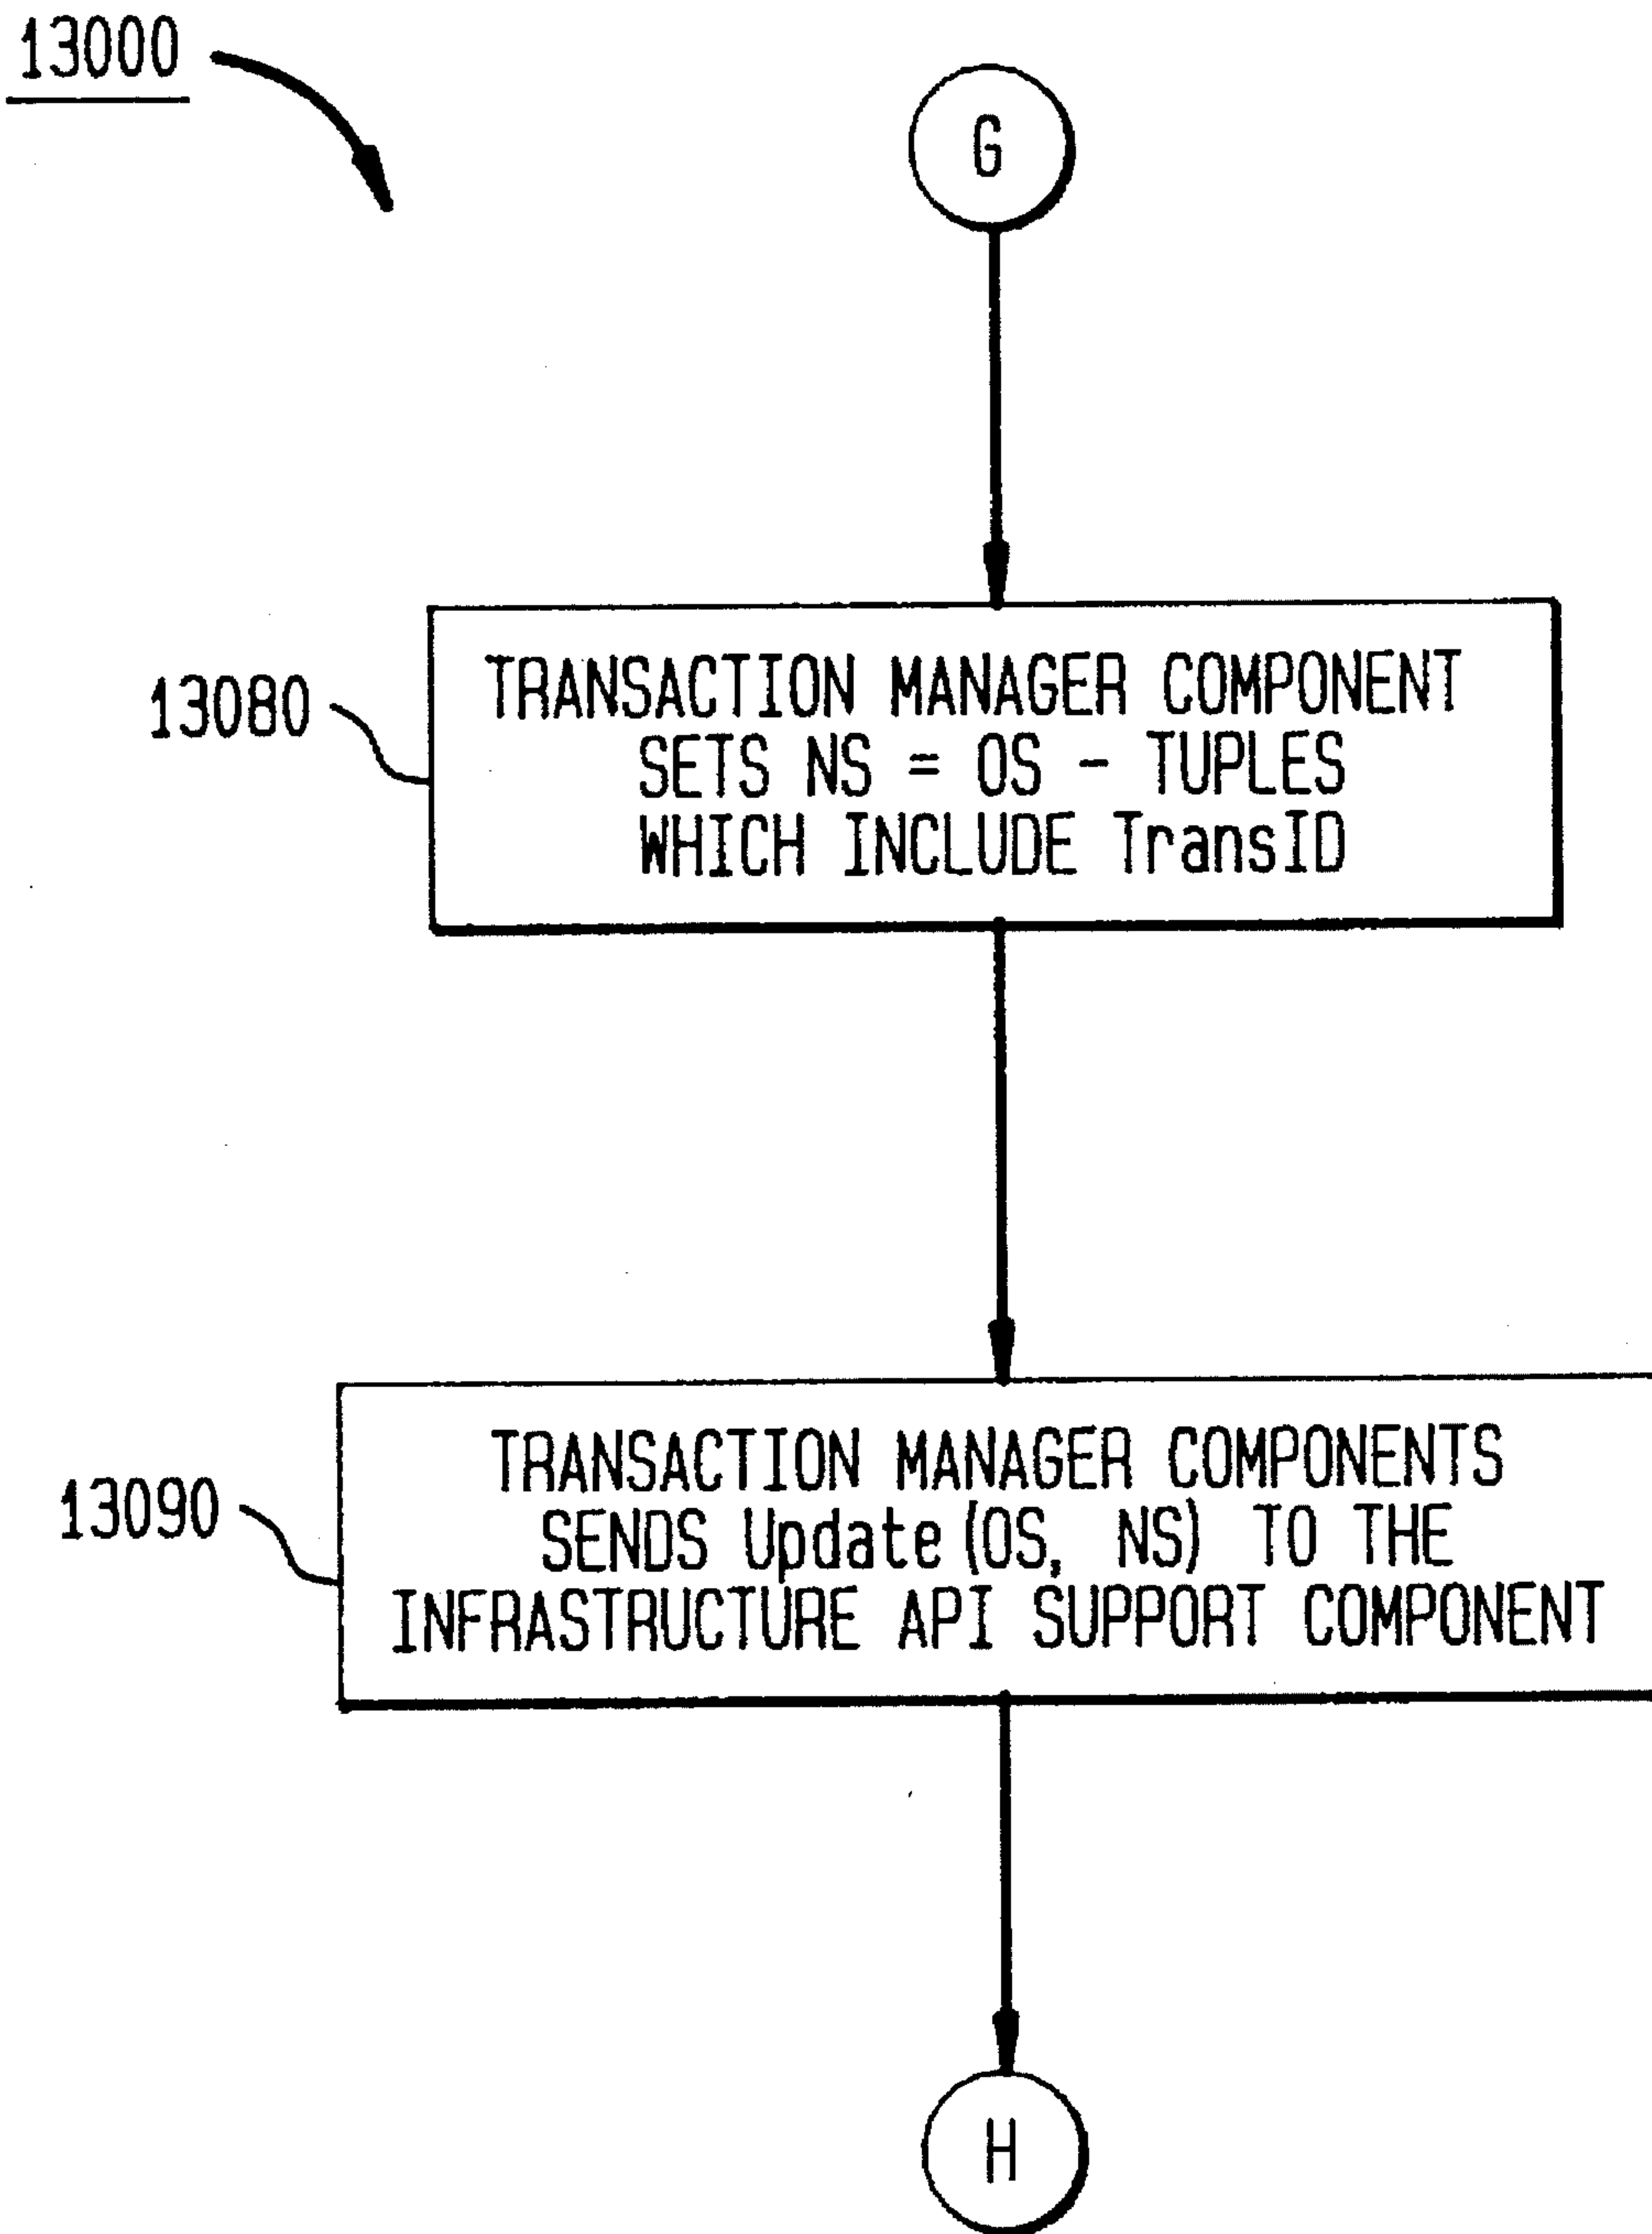 13000
G
13080
TRANSACTION MANAGER COMPONENT
SETS NS = OS - TUPLES
WHICH INCLUDE TransID
13090
TRANSACTION MANAGER COMPONENTS
SENDS Update (OS, NS) TO THE
INFRASTRUCTURE API SUPPORT COMPONENT
H